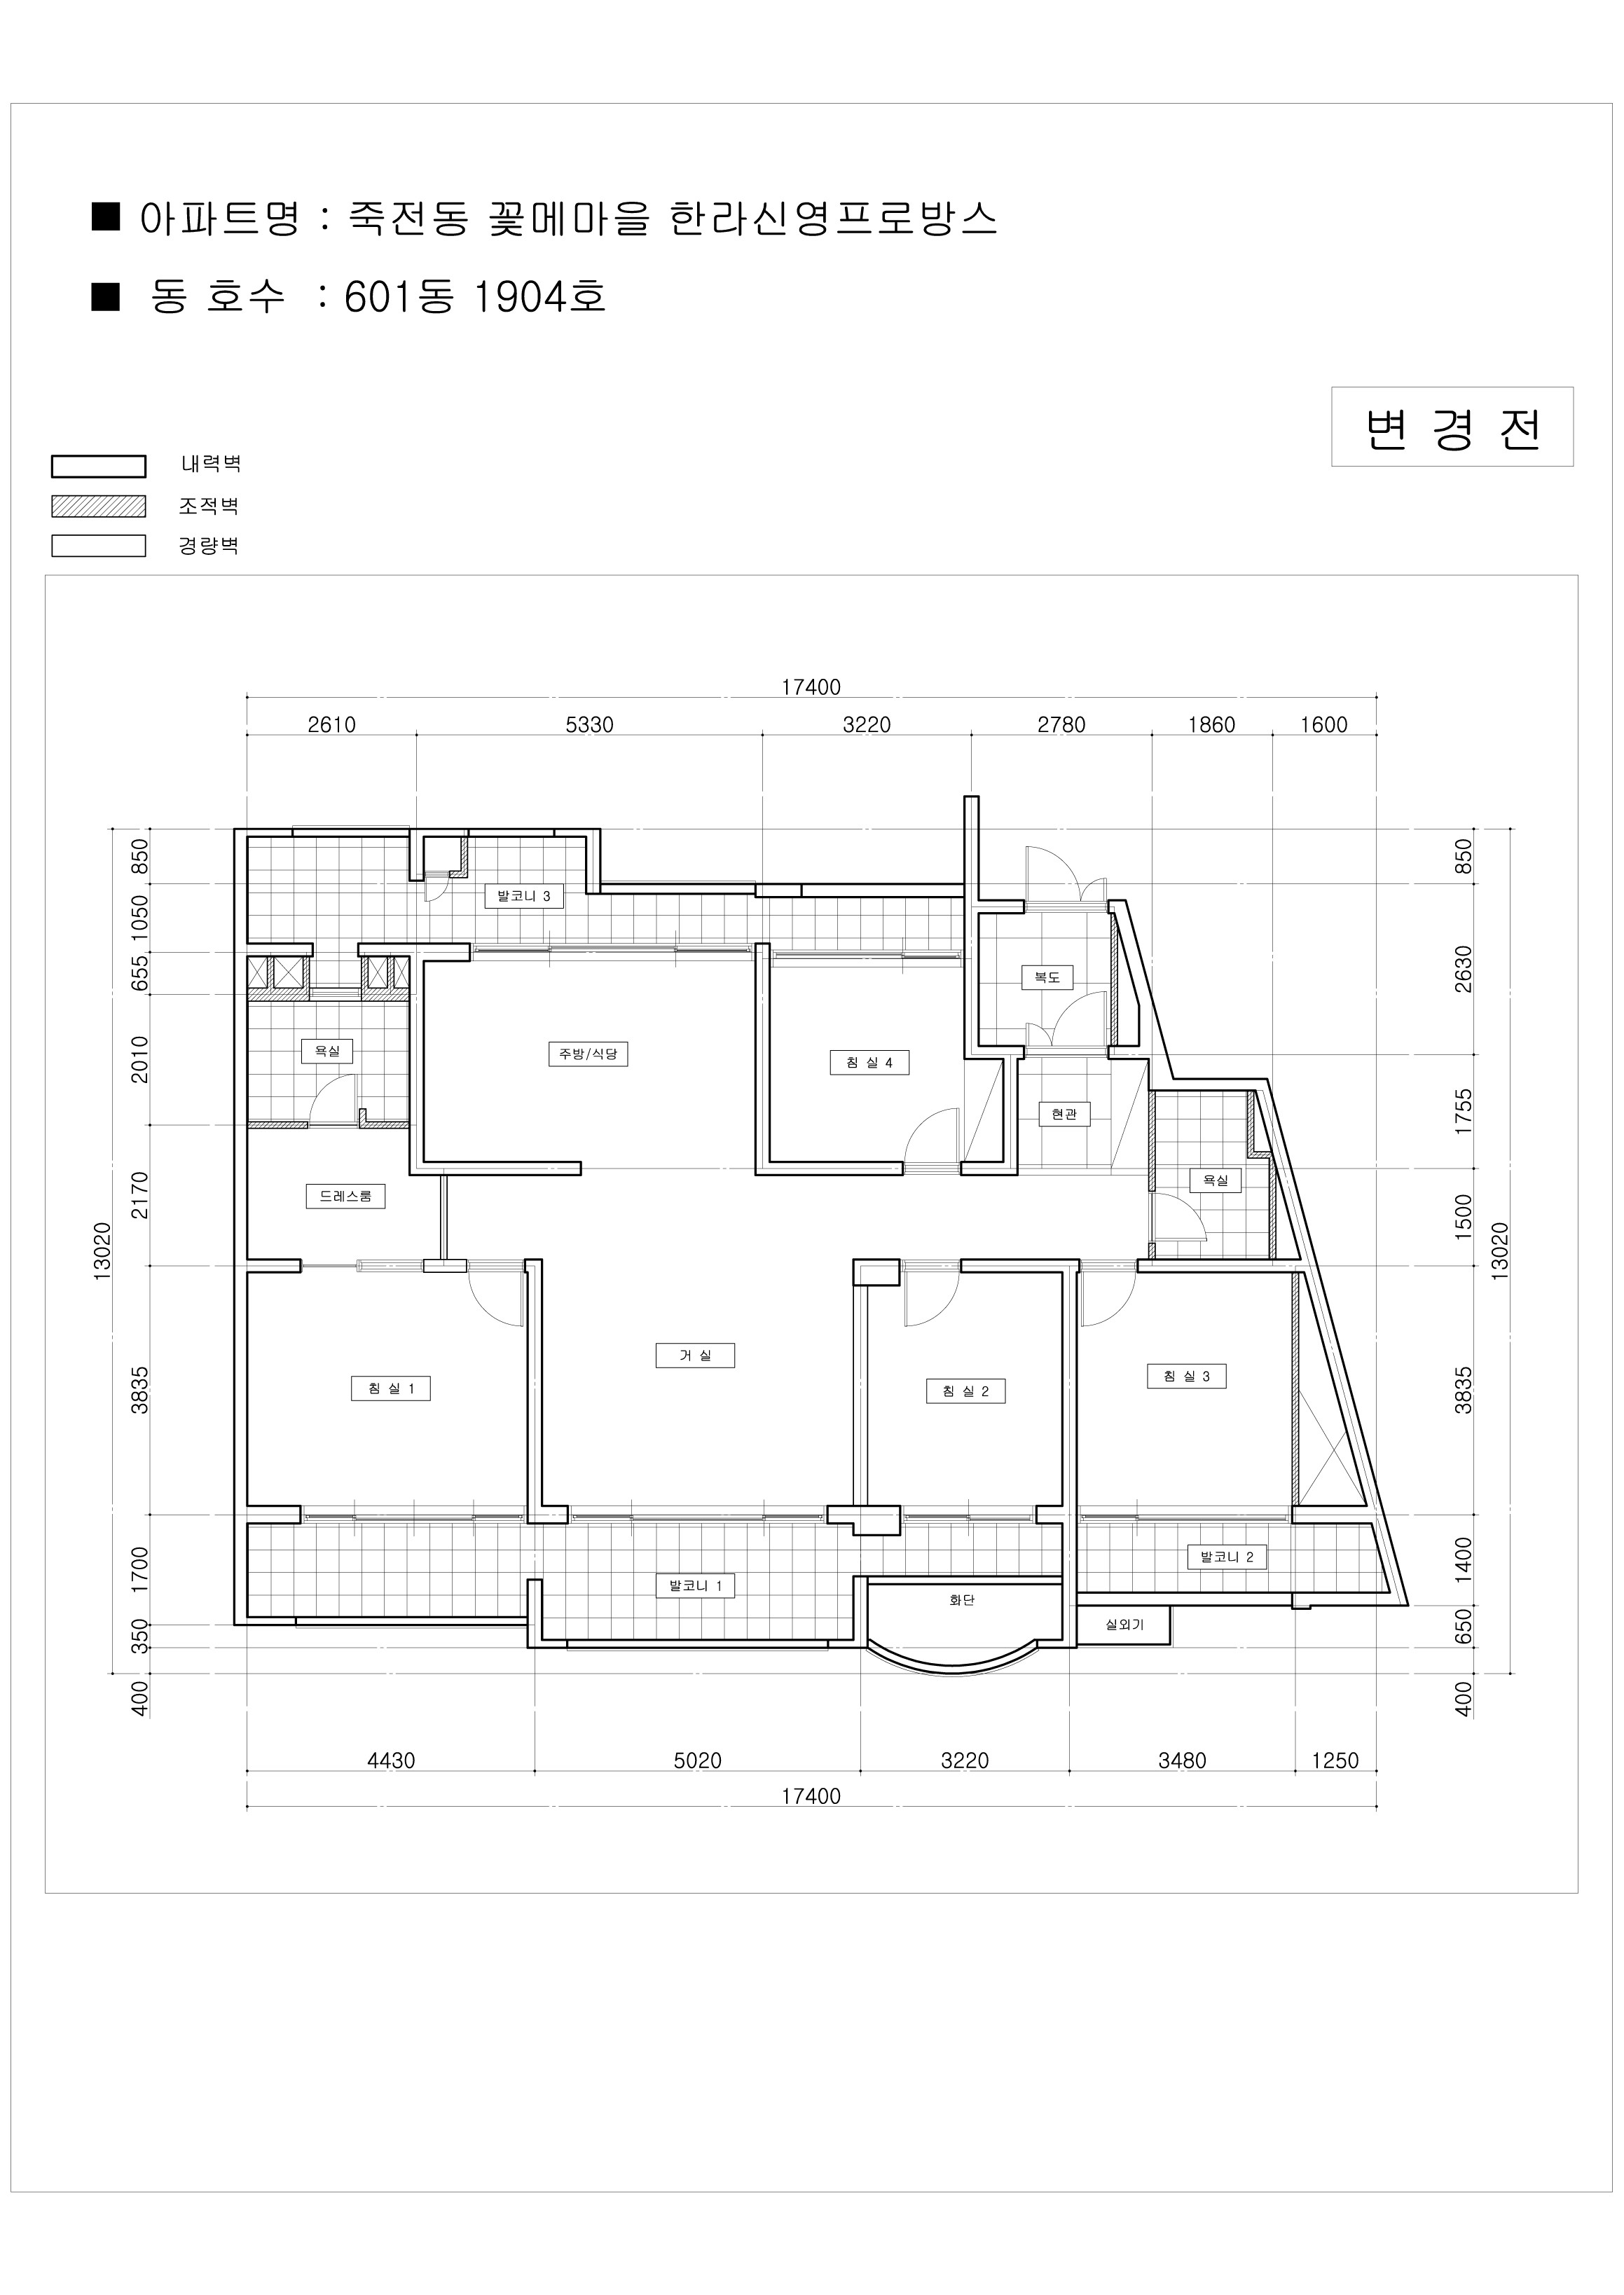 ■ 아파트명 : 죽전동 꽃메마을 한라신영프로방스
■ 동 호수 : 601동 1904호
변 경 전
내력벽
조적벽
경량벽
17400
2610 5330 3220 2780 1860 1600
850
1050
655
2010
2170
3835
1700
350
400
13020
850
2630
1755
1500
3835
1400
650
400
13020
발코니 3
복도
욕실
주방/식당
침 실 4
현관
욕실
드레스룸
거 실
침 실 1
침 실 2
침 실 3
발코니 2
발코니 1
화단
실외기
4430 5020 3220 3480 1250
17400